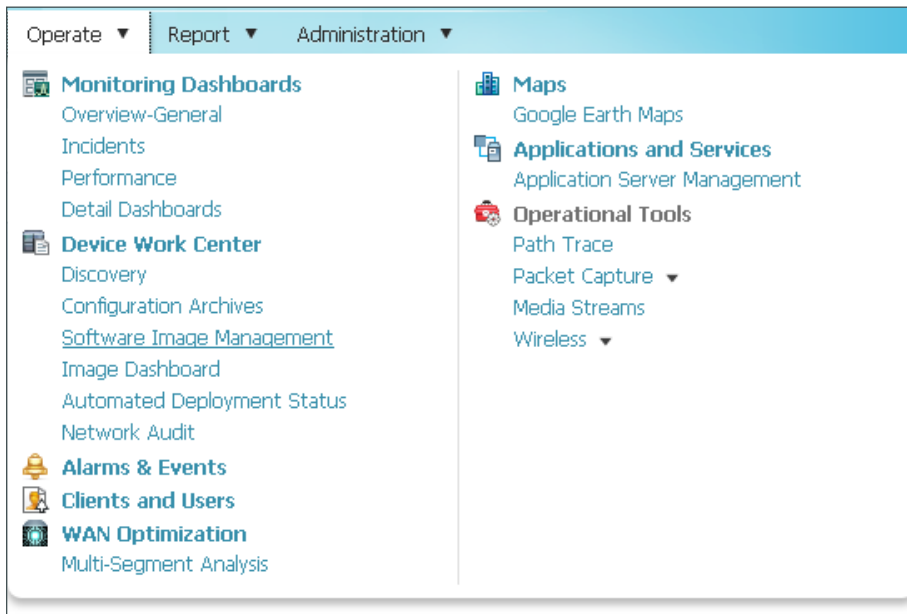 Operate ▼ Report ▼ Administration ▼
Monitoring Dashboards
Overview-General
Incidents
Performance
Detail Dashboards
Device Work Center
Discovery
Configuration Archives
Software Image Management
Image Dashboard
Automated Deployment Status
Network Audit
Alarms & Events
Clients and Users
WAN Optimization
Multi-Segment Analysis
Maps
Google Earth Maps
Applications and Services
Application Server Management
Operational Tools
Path Trace
Packet Capture ▼
Media Streams
Wireless ▼